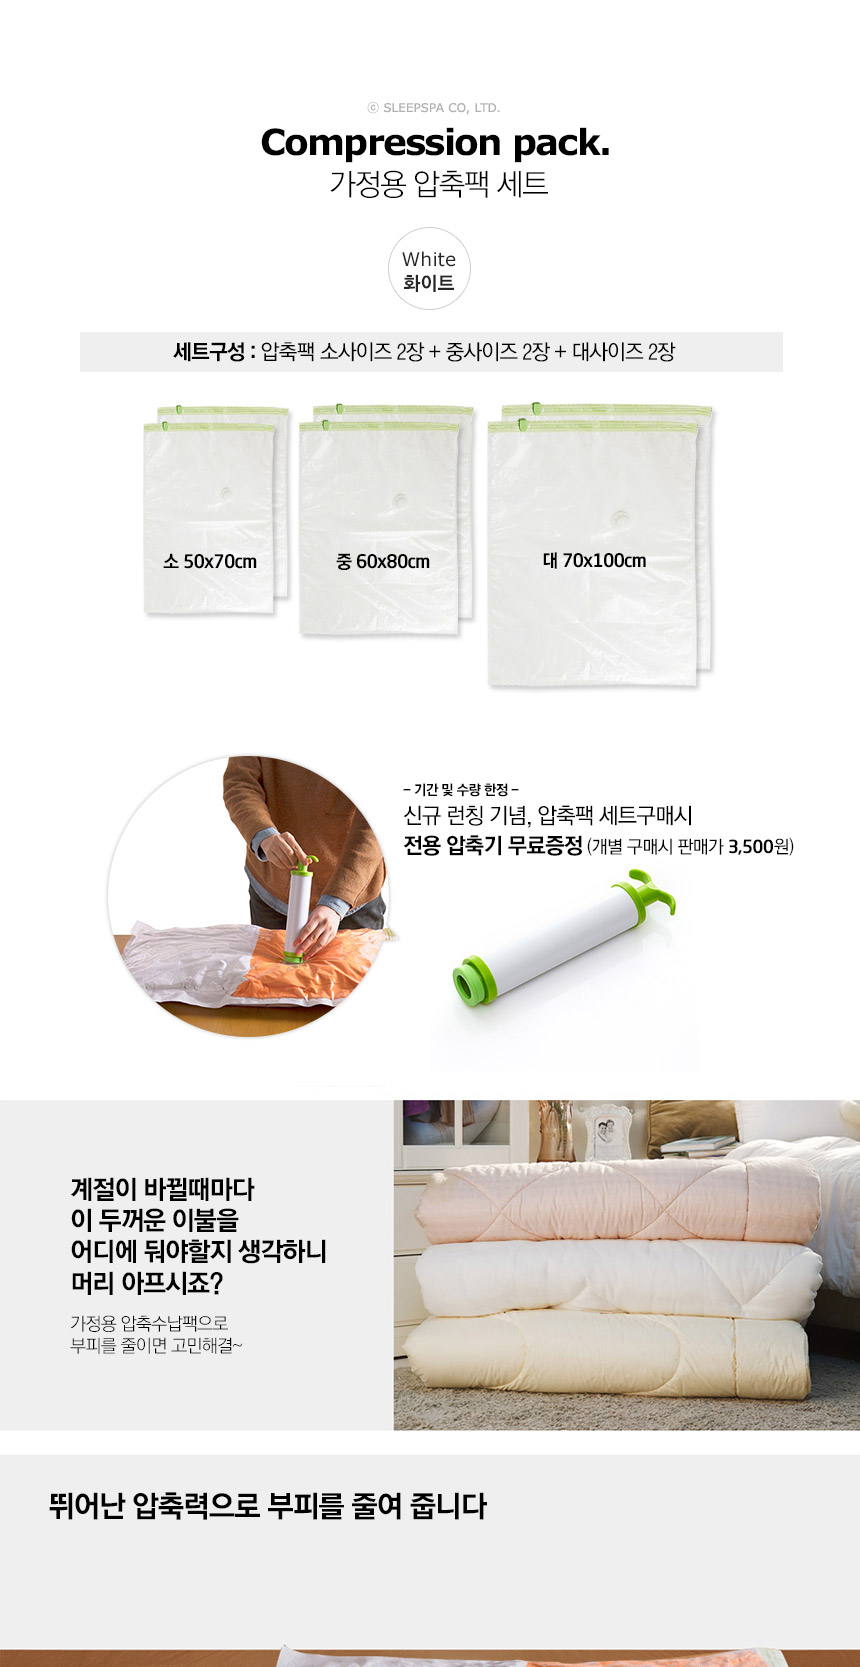 ⓒ SLEEPSPA CO, LTD.
Compression pack.
가정용 압축팩 세트
White
화이트
세트구성 : 압축팩 소사이즈 2장 + 중사이즈 2장 + 대사이즈 2장
소 50x70cm
중 60x80cm
대 70x100cm
– 기간 및 수량 한정 –
신규 런칭 기념, 압축팩 세트구매시
전용 압축기 무료증정 (개별 구매시 판매가 3,500원)
계절이 바뀔때마다
이 두꺼운 이불을
어디에 둬야할지 생각하니
머리 아프시죠?
가정용 압축수납팩으로
부피를 줄이면 고민해결~
뛰어난 압축력으로 부피를 줄여 줍니다